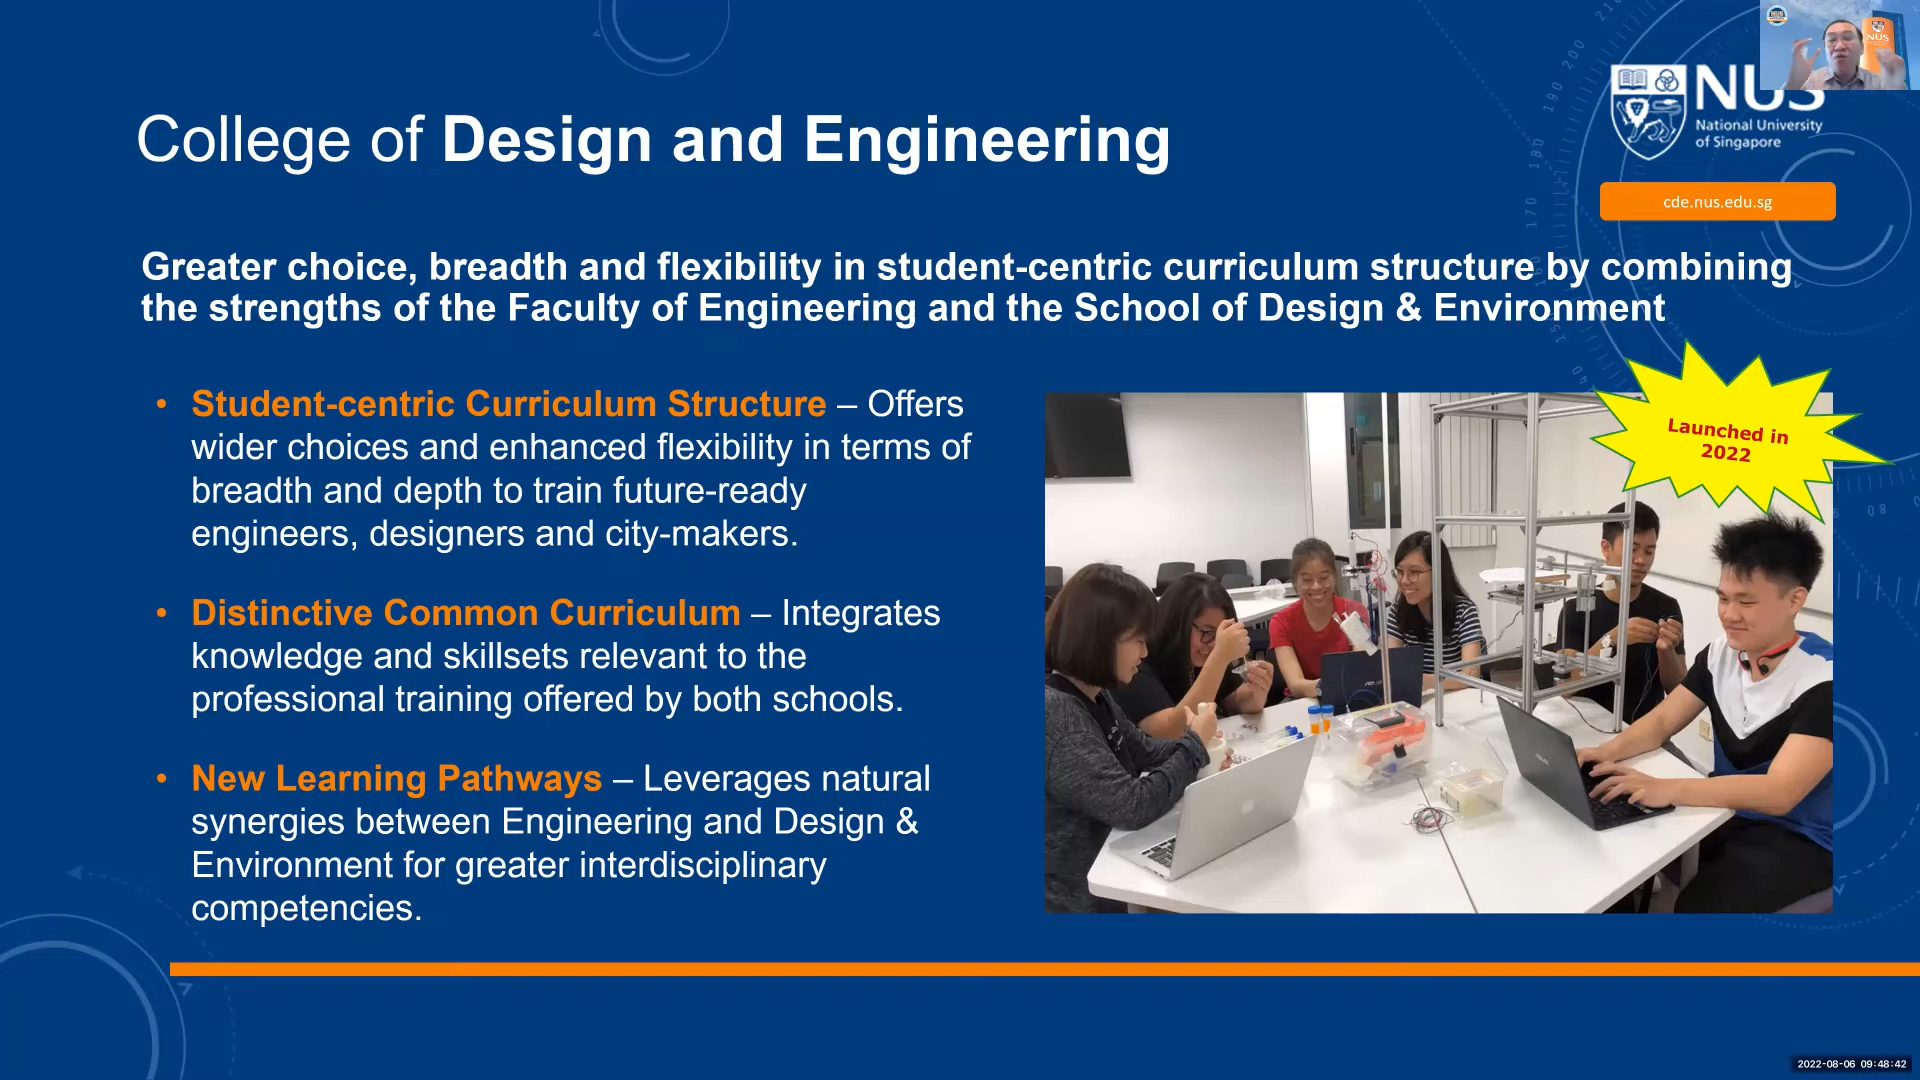 College of Design and Engineering
NUS
National University
of Singapore
NUS
cde.nus.edu.sg
Greater choice, breadth and flexibility in student-centric curriculum structure by combining
the strengths of the Faculty of Engineering and the School of Design & Environment
• Student-centric Curriculum Structure – Offers
wider choices and enhanced flexibility in terms of
breadth and depth to train future-ready
engineers, designers and city-makers.
• Distinctive Common Curriculum – Integrates
knowledge and skillsets relevant to the
professional training offered by both schools.
• New Learning Pathways – Leverages natural
synergies between Engineering and Design &
Environment for greater interdisciplinary
competencies.
Launched in
2022
2022-08-06 09:48:42